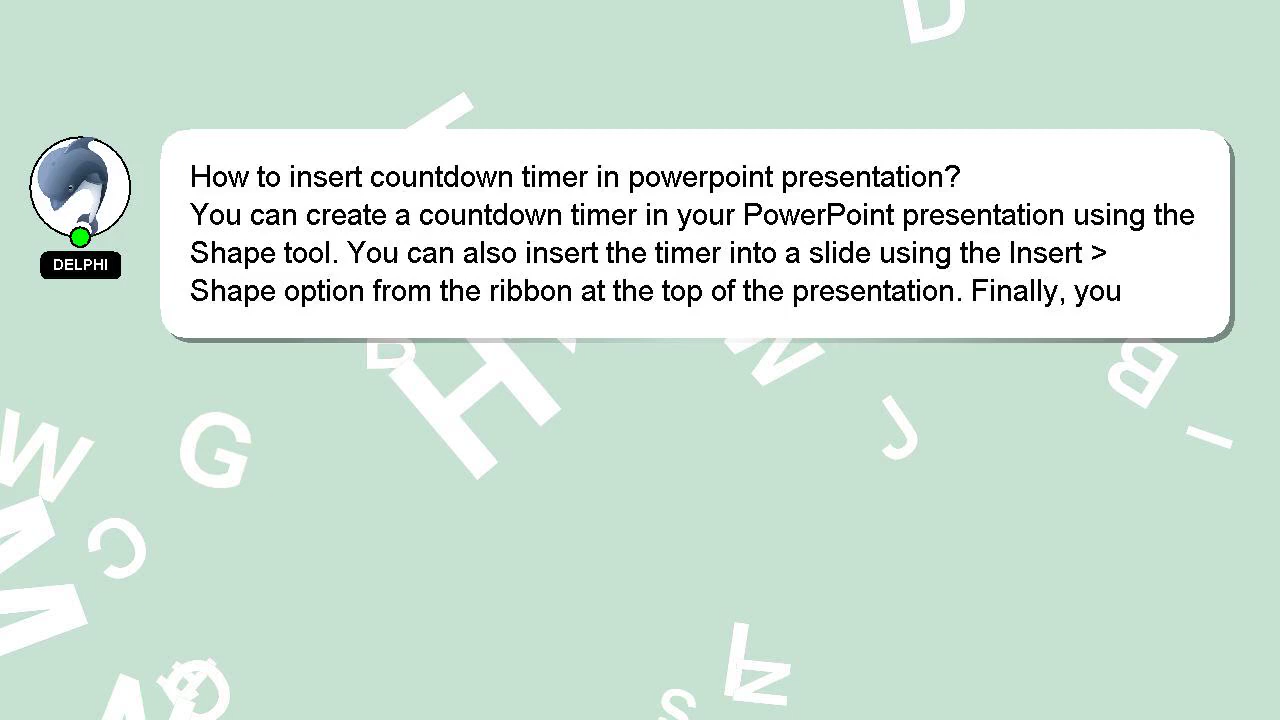 How to insert countdown timer in powerpoint presentation?
You can create a countdown timer in your PowerPoint presentation using the
Shape tool. You can also insert the timer into a slide using the Insert >
Shape option from the ribbon at the top of the presentation. Finally, you
DELPHI
D
B
H
W
J
B
I
W
G
C
S